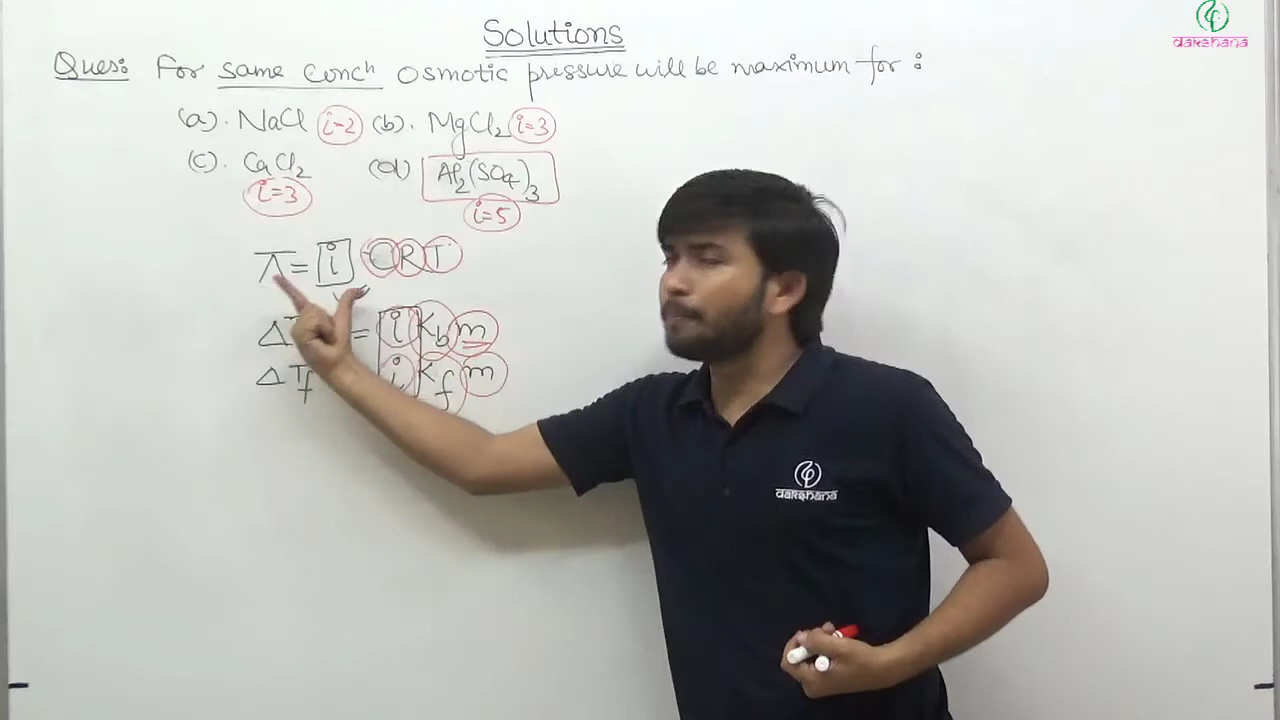 Solutions
dakshana
Ques: For same concn osmotic pressure will be maximum for :
(a). NaCl i=2 (b). MgCl2 i=3
(c). CaCl2 (d) Al2(SO4)3
i=3 i=5
π = i CRT
ΔT = i Kb m
ΔTf i Kf m
dakshana